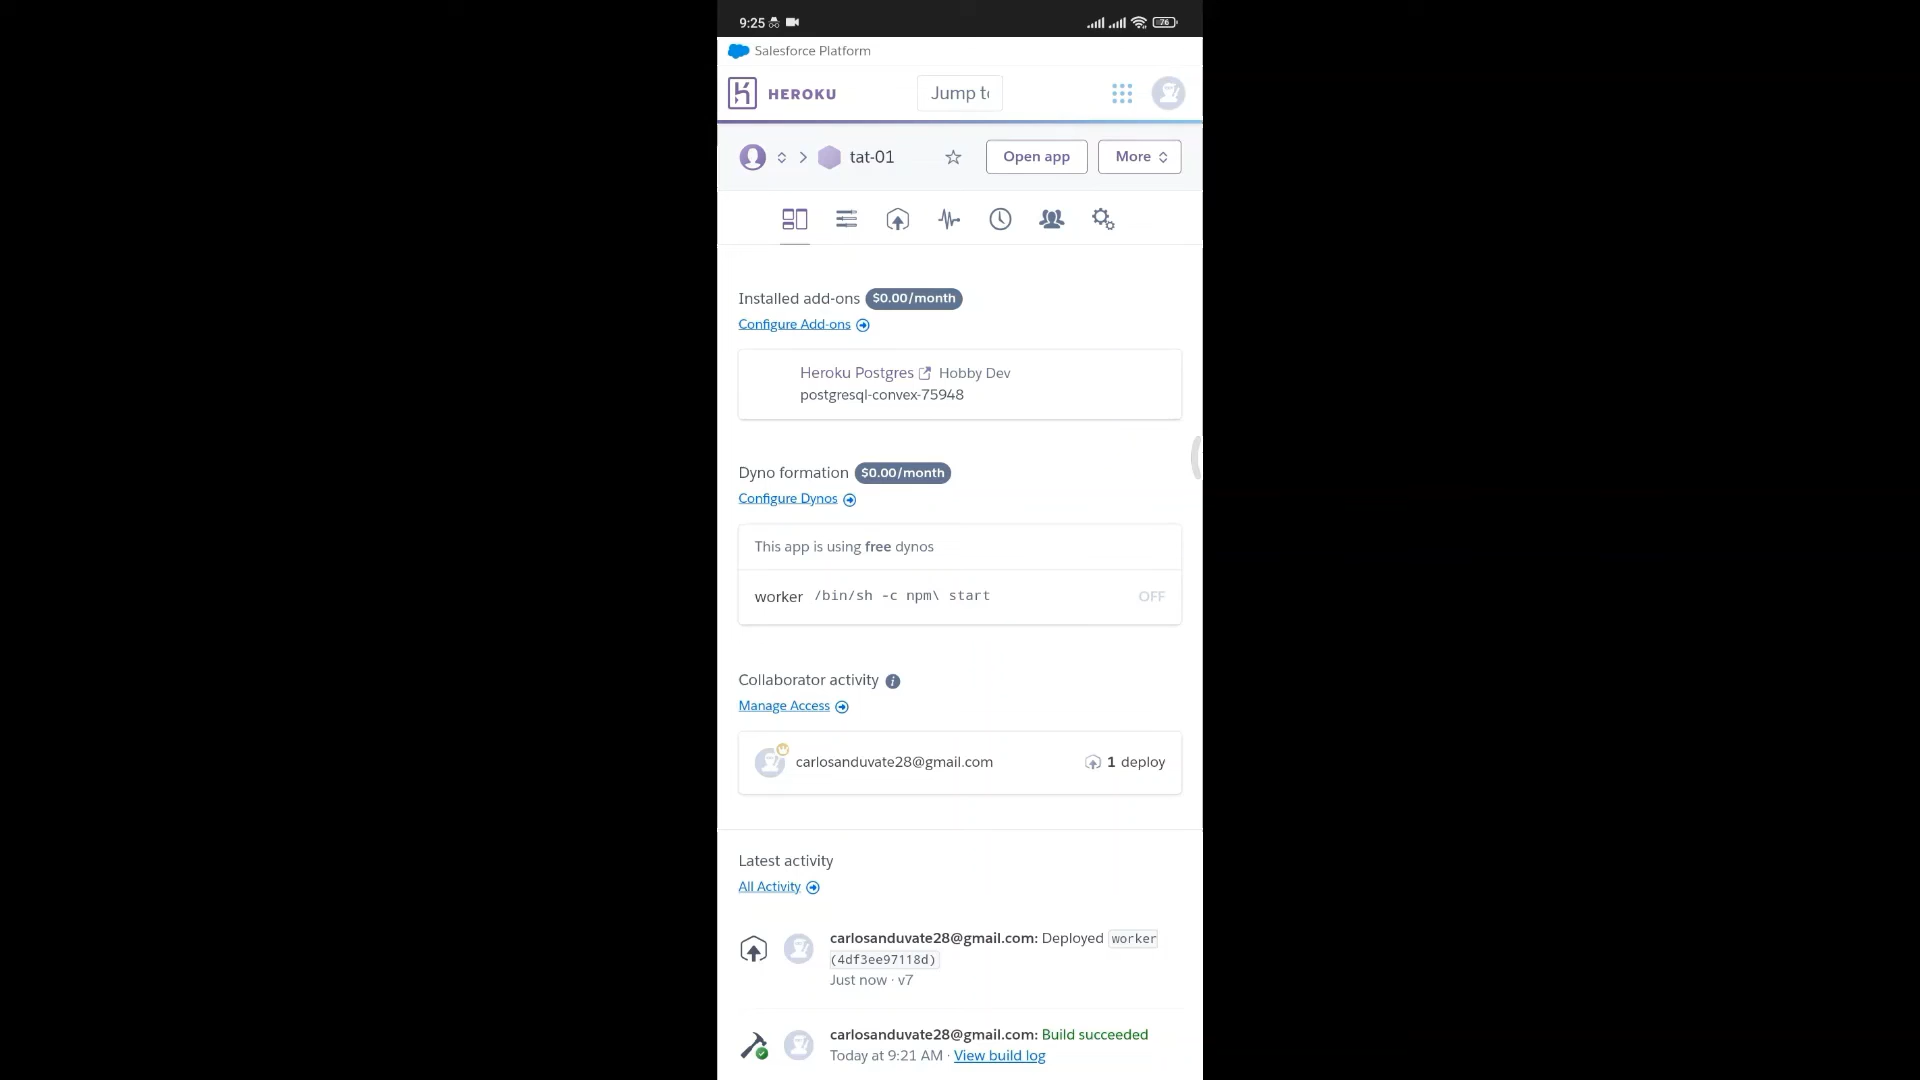 9:25 76
Salesforce Platform
HEROKU Jump to
tat-01 Open app More
Installed add-ons $0.00/month
Configure Add-ons
Heroku Postgres Hobby Dev
postgresql-convex-75948
Dyno formation $0.00/month
Configure Dynos
This app is using free dynos
worker /bin/sh -c npm\ start OFF
Collaborator activity i
Manage Access
carlosanduvate28@gmail.com 1 deploy
Latest activity
All Activity
carlosanduvate28@gmail.com: Deployed worker
(4df3ee97118d)
Just now · v7
carlosanduvate28@gmail.com: Build succeeded
Today at 9:21 AM · View build log